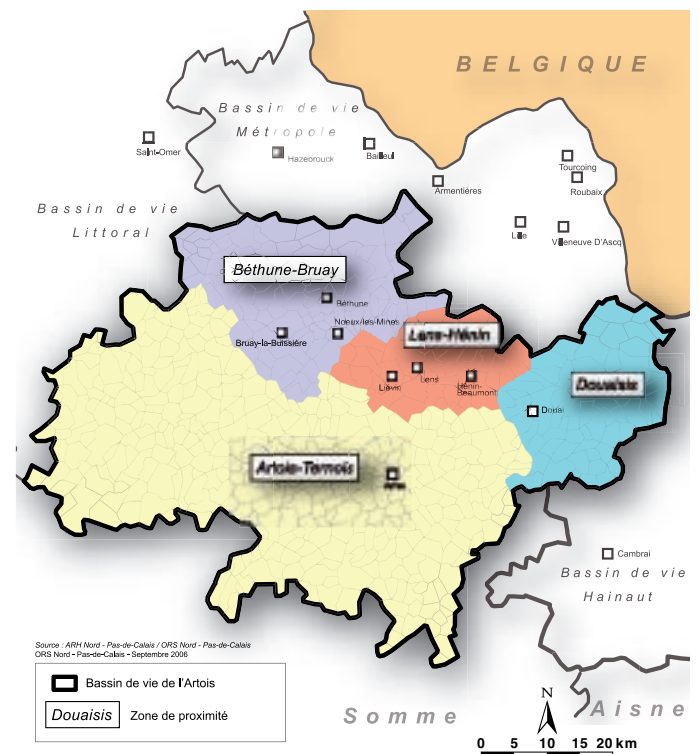 BELGIQUE
Bassin de vie
Métropole
Saint-Omer
Hazebrouck
Bailleul
Tourcoing
Roubaix
Armentières
Bassin de vie
Littoral
Lille
Villeneuve D'Ascq
Béthune-Bruay
Béthune
Noeux-les-Mines
Bruay-la-Buissière
Lens-Hénin
Liévin
Lens
Hénin-
Beaumont
Douaisis
Douai
Artois-Ternois
Cambrai
Bassin de vie
Hainaut
Source : ARH Nord - Pas-de-Calais / ORS Nord - Pas-de-Calais
ORS Nord - Pas-de-Calais - Septembre 2006
Bassin de vie de l'Artois
Douaisis Zone de proximité
Somme
Aisne
N
0 5 10 15 20 km